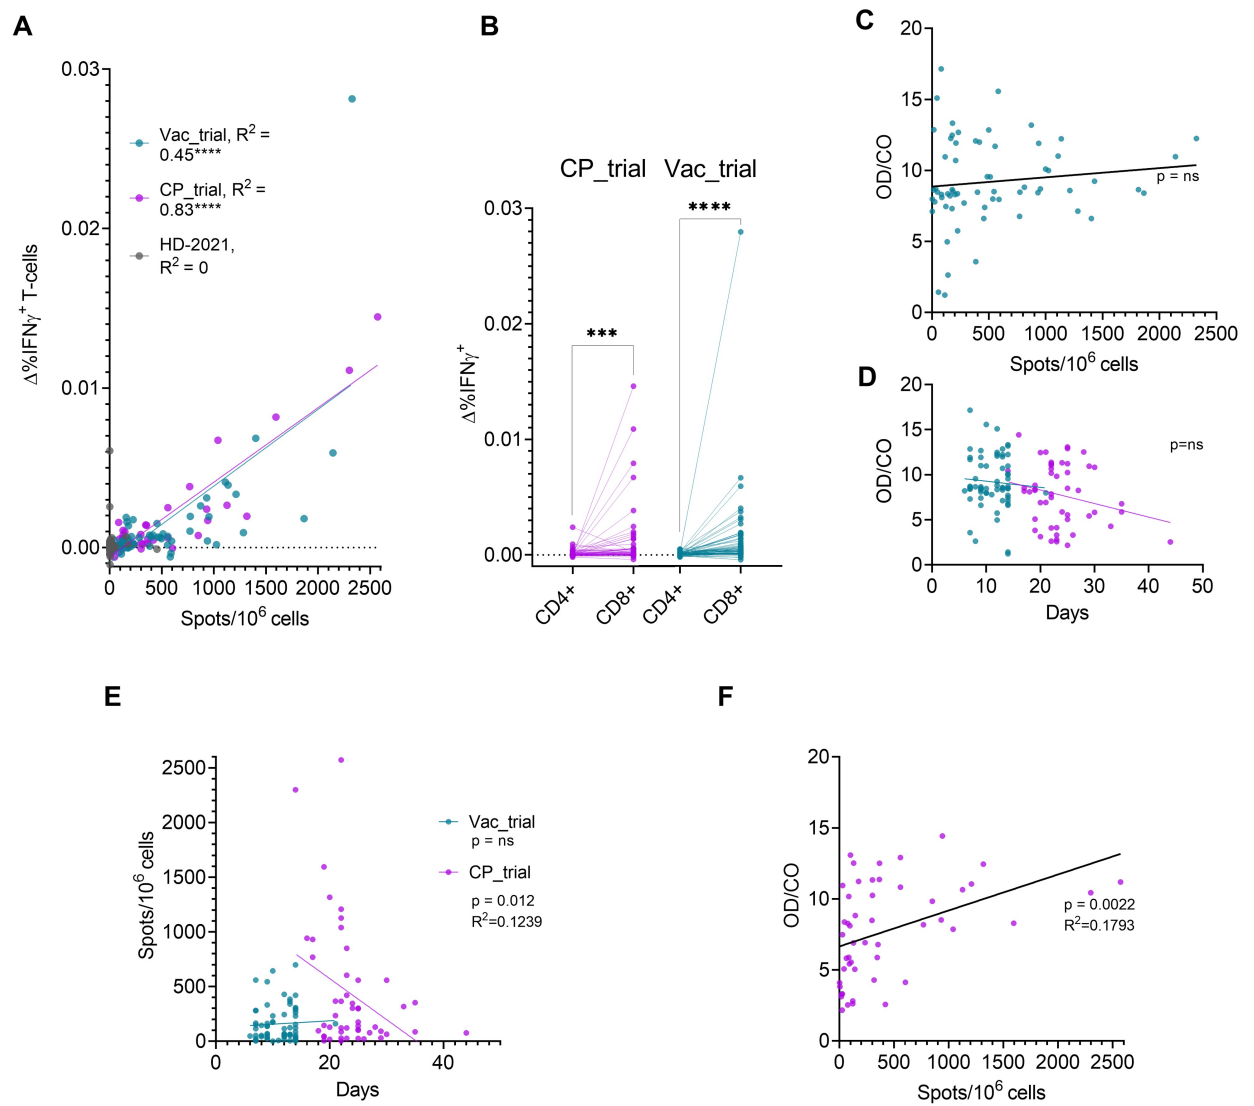 A
0.03
0.02
0.01
0.00
Δ%IFNγ⁺ T-cells
Vac_trial, R² =
0.45****
CP_trial, R² =
0.83****
HD-2021,
R² = 0
0 500 1000 1500 2000 2500
Spots/10⁶ cells
B
CP_trial Vac_trial
0.03
0.02
0.01
0.00
Δ%IFNγ⁺
***
****
CD4+ CD8+ CD4+ CD8+
C
20
15
10
5
0
OD/CO
p = ns
0 500 1000 1500 2000 2500
Spots/10⁶ cells
D
20
15
10
5
0
OD/CO
p=ns
0 10 20 30 40 50
Days
E
2500
2000
1500
1000
500
0
Spots/10⁶ cells
Vac_trial
p = ns
CP_trial
p = 0.012
R²=0.1239
0 20 40
Days
F
20
15
10
5
0
OD/CO
p = 0.0022
R²=0.1793
0 500 1000 1500 2000 2500
Spots/10⁶ cells